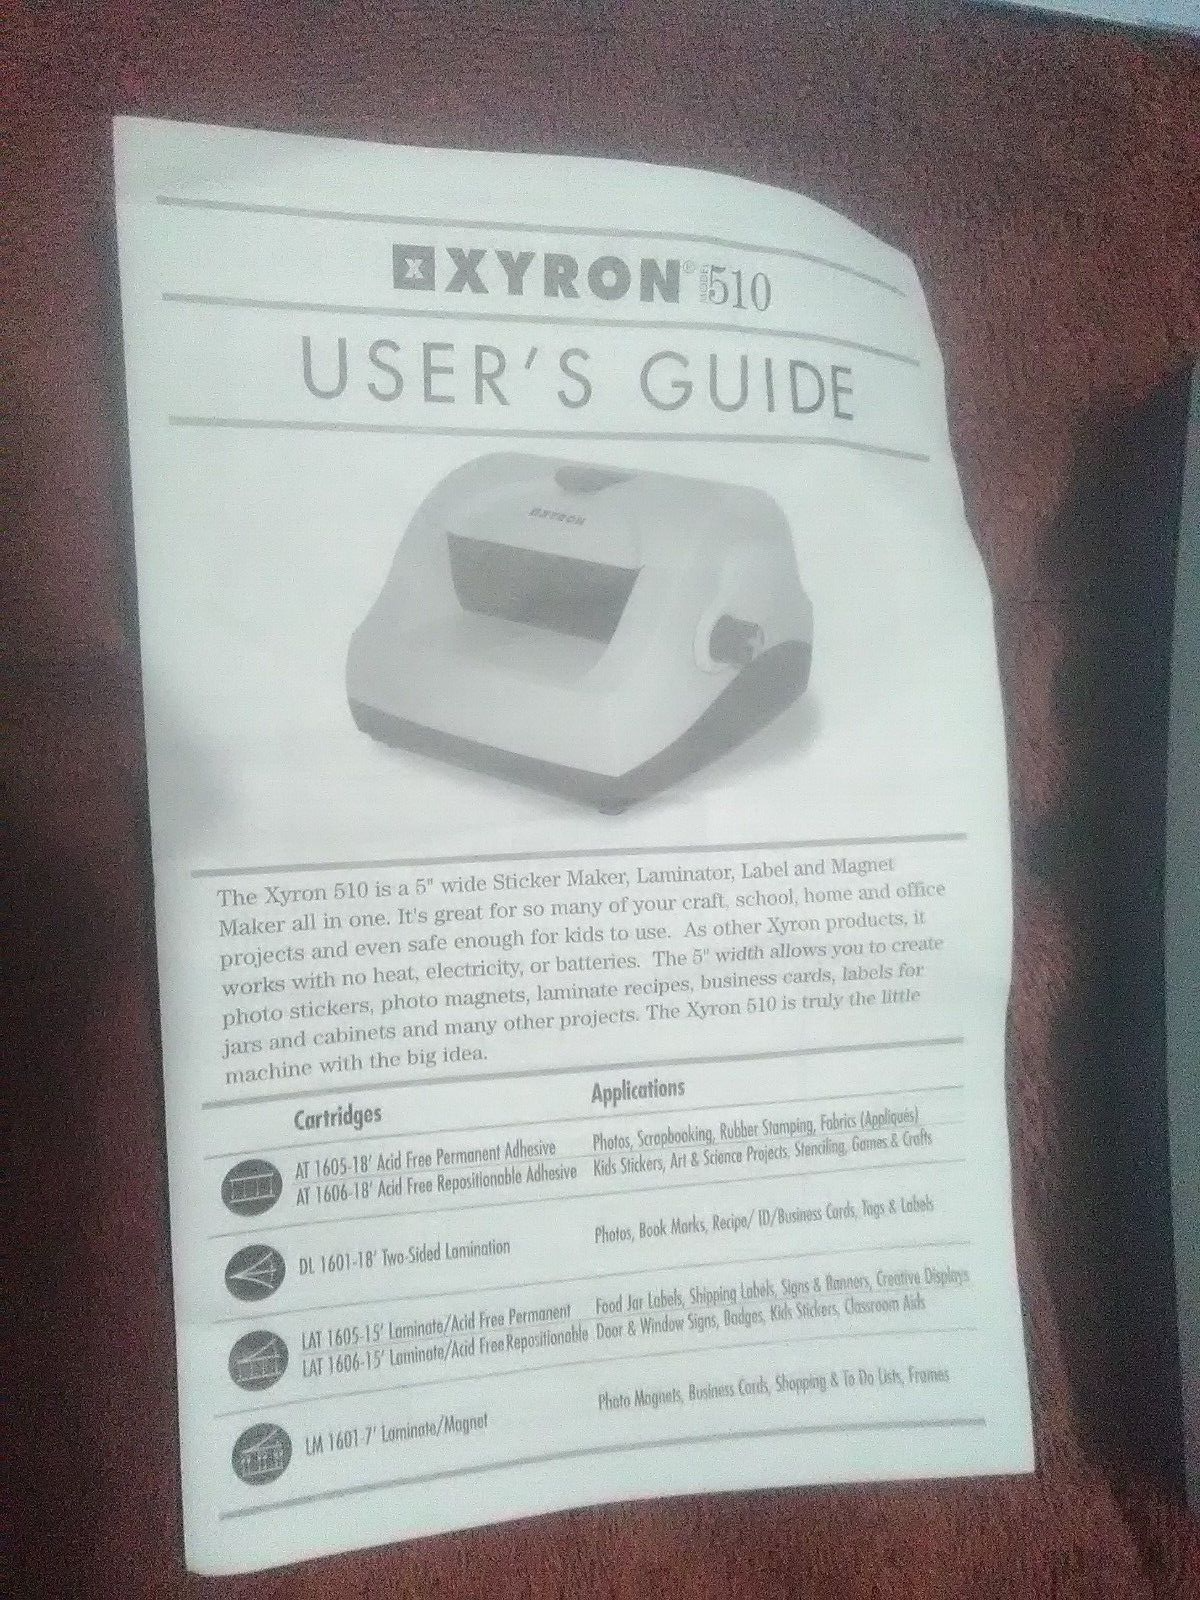 XYRON® MODEL 510
USER'S GUIDE
XYRON
The Xyron 510 is a 5" wide Sticker Maker, Laminator, Label and Magnet
Maker all in one. It's great for so many of your craft, school, home and office
projects and even safe enough for kids to use. As other Xyron products, it
works with no heat, electricity, or batteries. The 5" width allows you to create
photo stickers, photo magnets, laminate recipes, business cards, labels for
jars and cabinets and many other projects. The Xyron 510 is truly the little
machine with the big idea.
Cartridges Applications
AT 1605-18' Acid Free Permanent Adhesive Photos, Scrapbooking, Rubber Stamping, Fabrics (Appliqués)
AT 1606-18' Acid Free Repositionable Adhesive Kids Stickers, Art & Science Projects, Stenciling, Games & Crafts
DL 1601-18' Two-Sided Lamination Photos, Book Marks, Recipe/ ID/Business Cards, Tags & Labels
LAT 1605-15' Laminate/Acid Free Permanent Food Jar Labels, Shipping Labels, Signs & Banners, Creative Displays
LAT 1606-15' Laminate/Acid Free Repositionable Door & Window Signs, Badges, Kids Stickers, Classroom Aids
LM 1601-7' Laminate/Magnet Photo Magnets, Business Cards, Shopping & To Do Lists, Frames